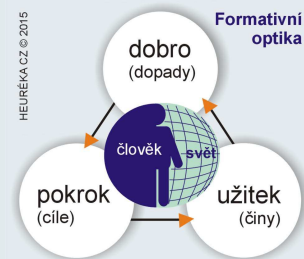 HEURÉKA CZ © 2015
Formativní
optika
dobro
(dopady)
člověk
svět
pokrok
(cíle)
užitek
(činy)